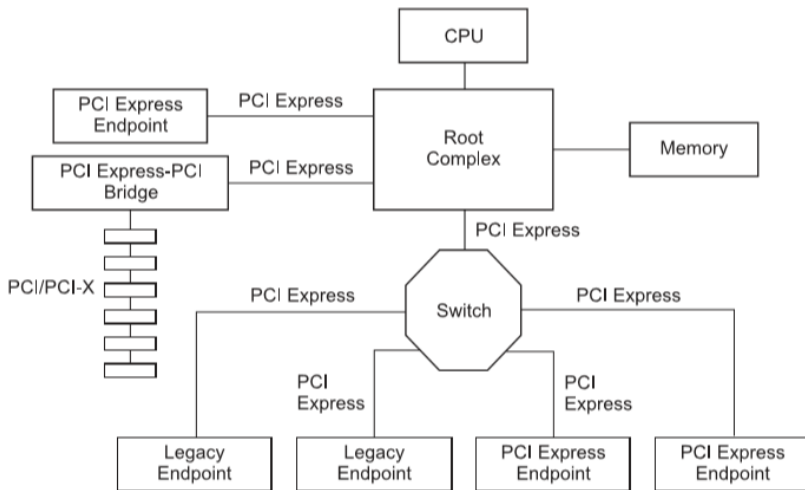 CPU
PCI Express
Endpoint
PCI Express
Root
Complex
Memory
PCI Express-PCI
Bridge
PCI Express
PCI Express
PCI/PCI-X
PCI Express
Switch
PCI Express
PCI
Express
PCI
Express
Legacy
Endpoint
Legacy
Endpoint
PCI Express
Endpoint
PCI Express
Endpoint